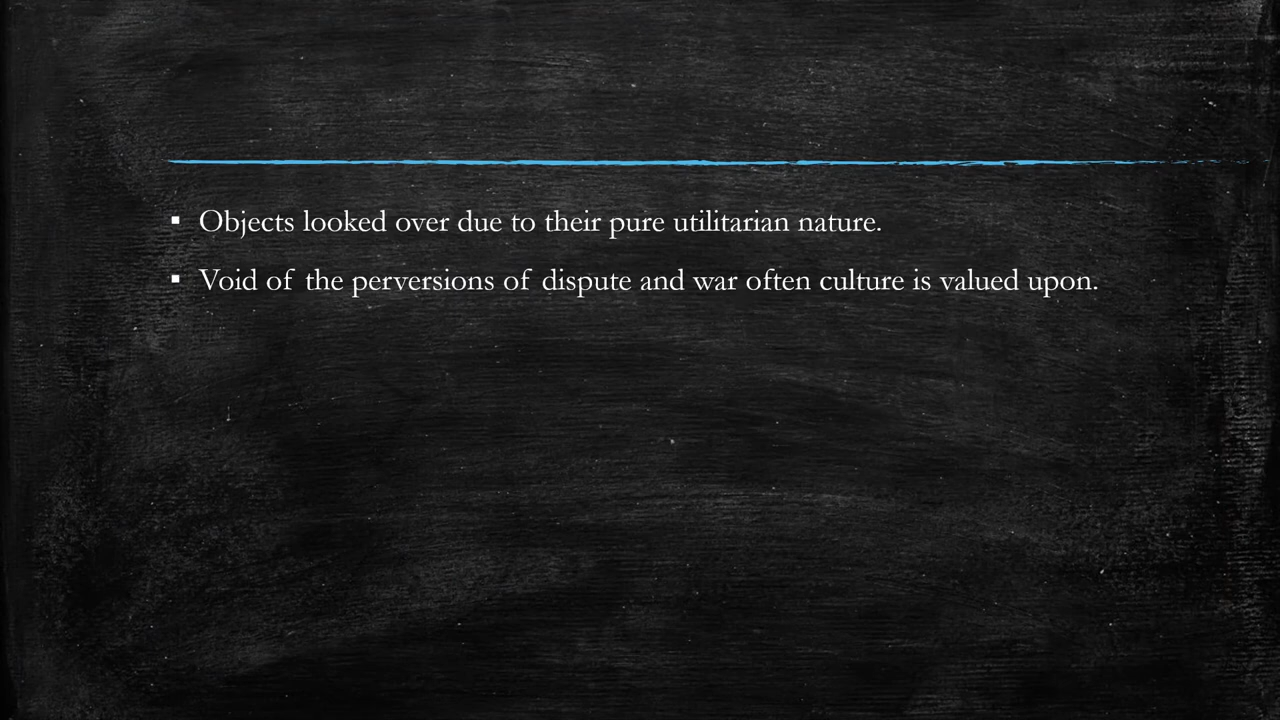 ▪ Objects looked over due to their pure utilitarian nature.
▪ Void of the perversions of dispute and war often culture is valued upon.